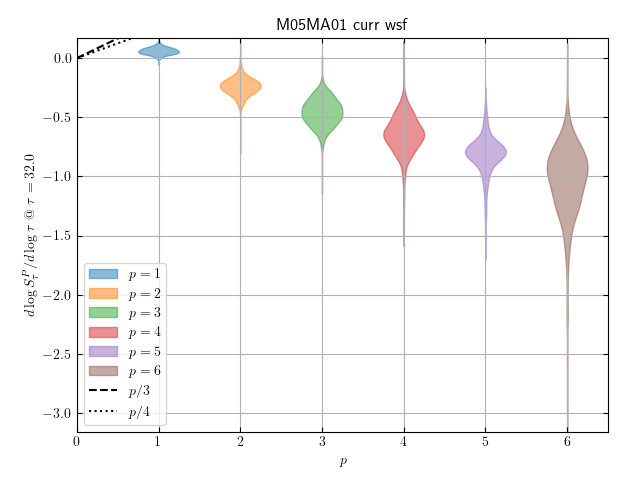 M05MA01 curr wsf
d log S_τ^P / d log τ @ τ = 32.0
0.0
−0.5
−1.0
−1.5
−2.0
−2.5
−3.0
p = 1
p = 2
p = 3
p = 4
p = 5
p = 6
p/3
p/4
0 1 2 3 4 5 6
p